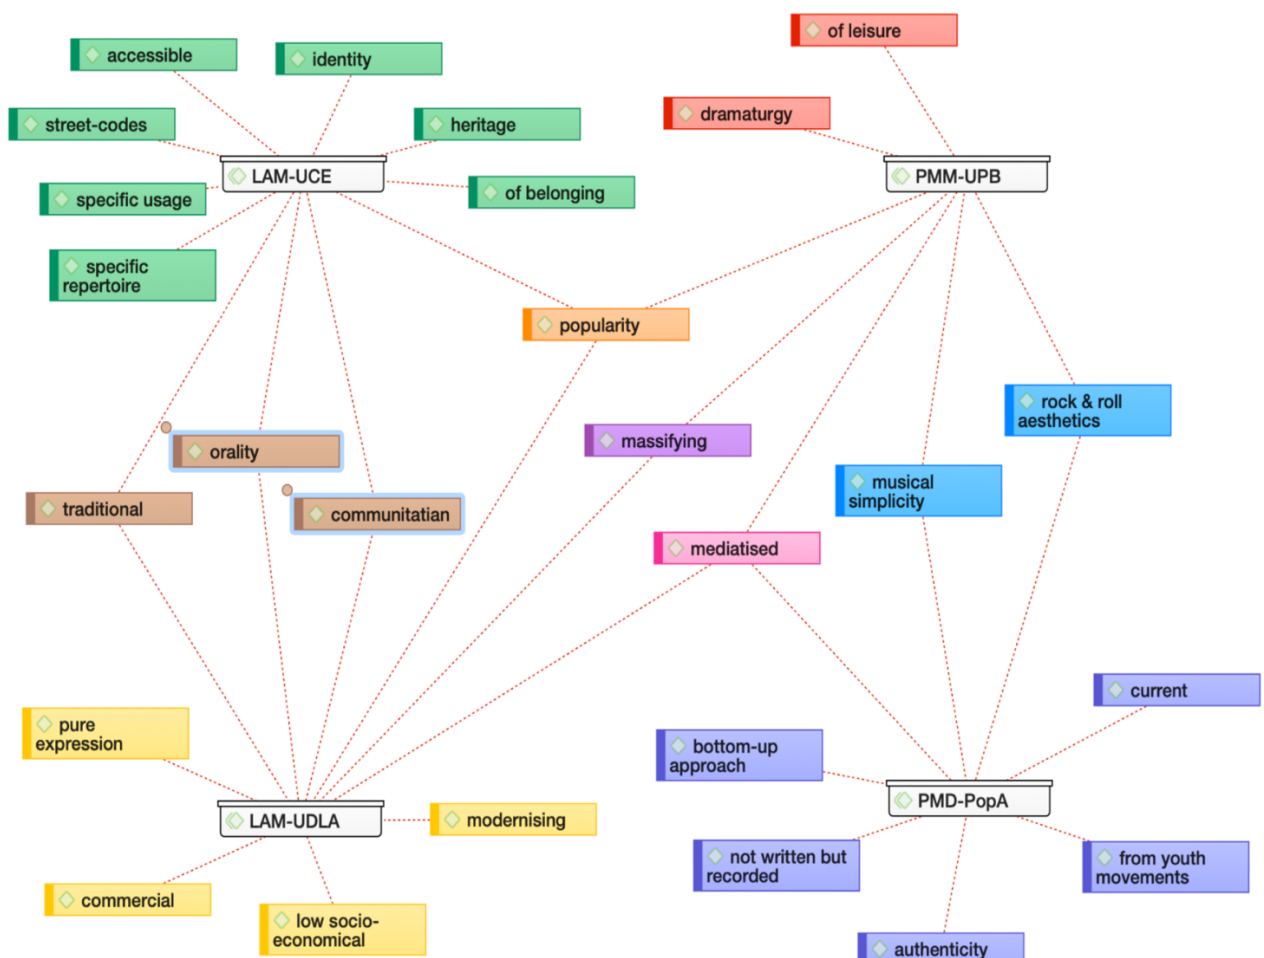 of leisure
accessible
identity
dramaturgy
street-codes
heritage
LAM-UCE
PMM-UPB
specific usage
of belonging
specific
repertoire
popularity
rock & roll
aesthetics
massifying
orality
musical
simplicity
traditional
communitatian
mediatised
current
pure
expression
bottom-up
approach
PMD-PopA
LAM-UDLA
modernising
not written but
recorded
from youth
movements
commercial
low socio-
economical
authenticity